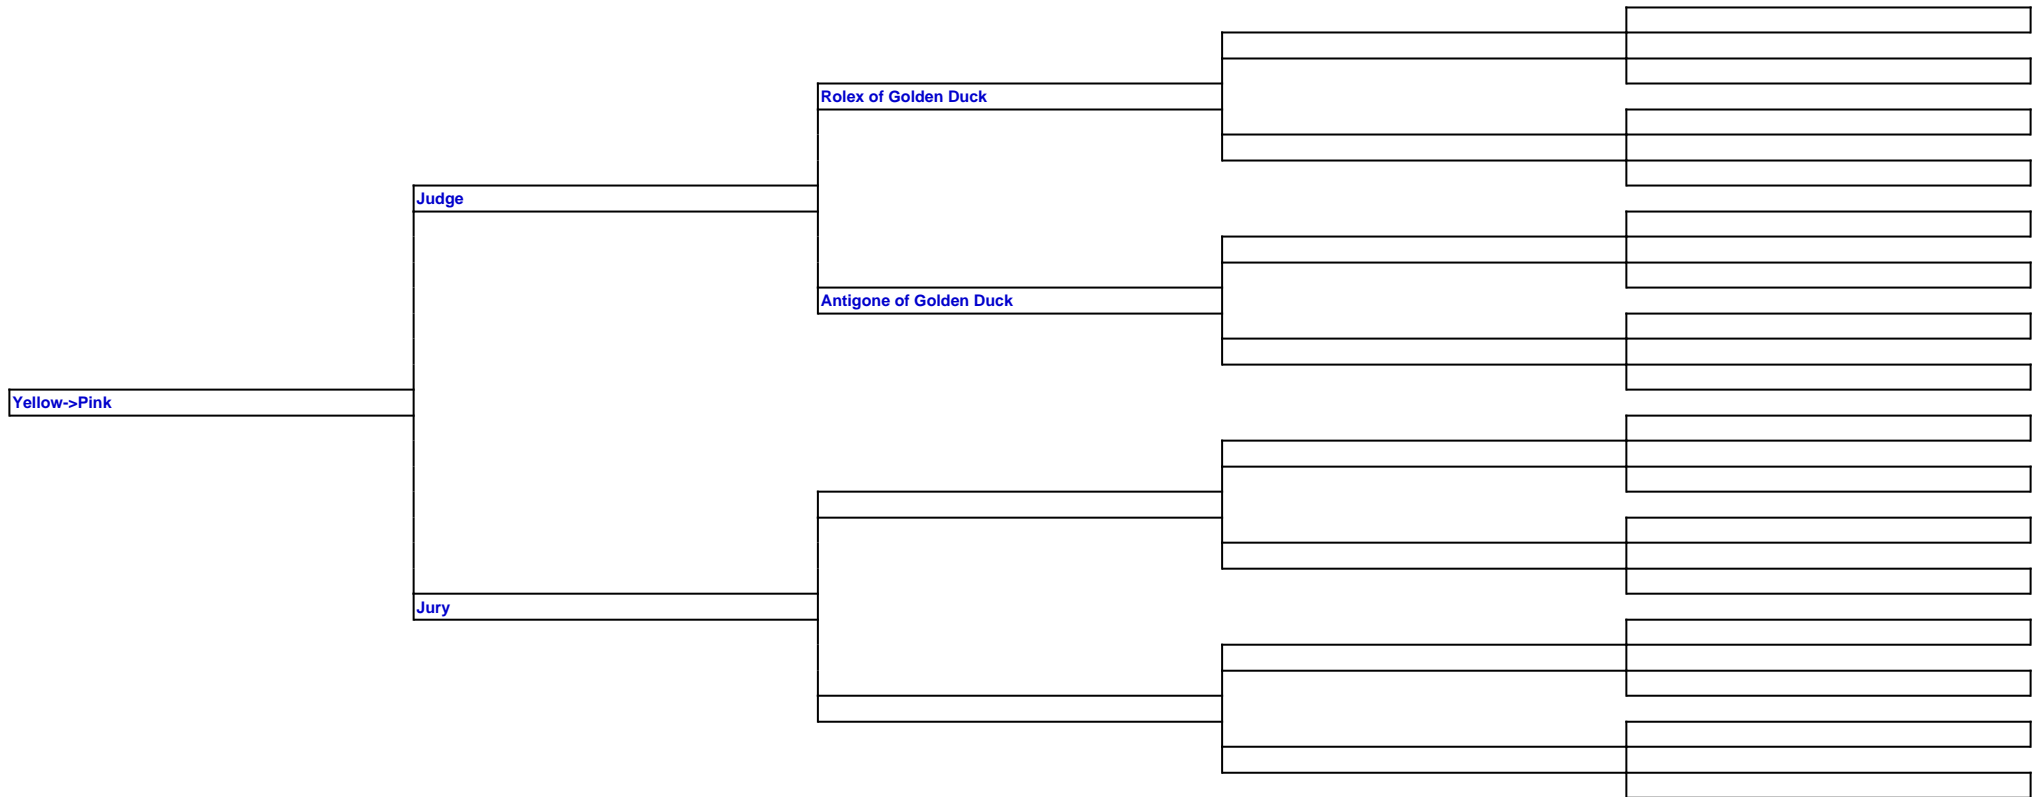 Rolex of Golden Duck
Judge
Antigone of Golden Duck
Yellow->Pink
Jury